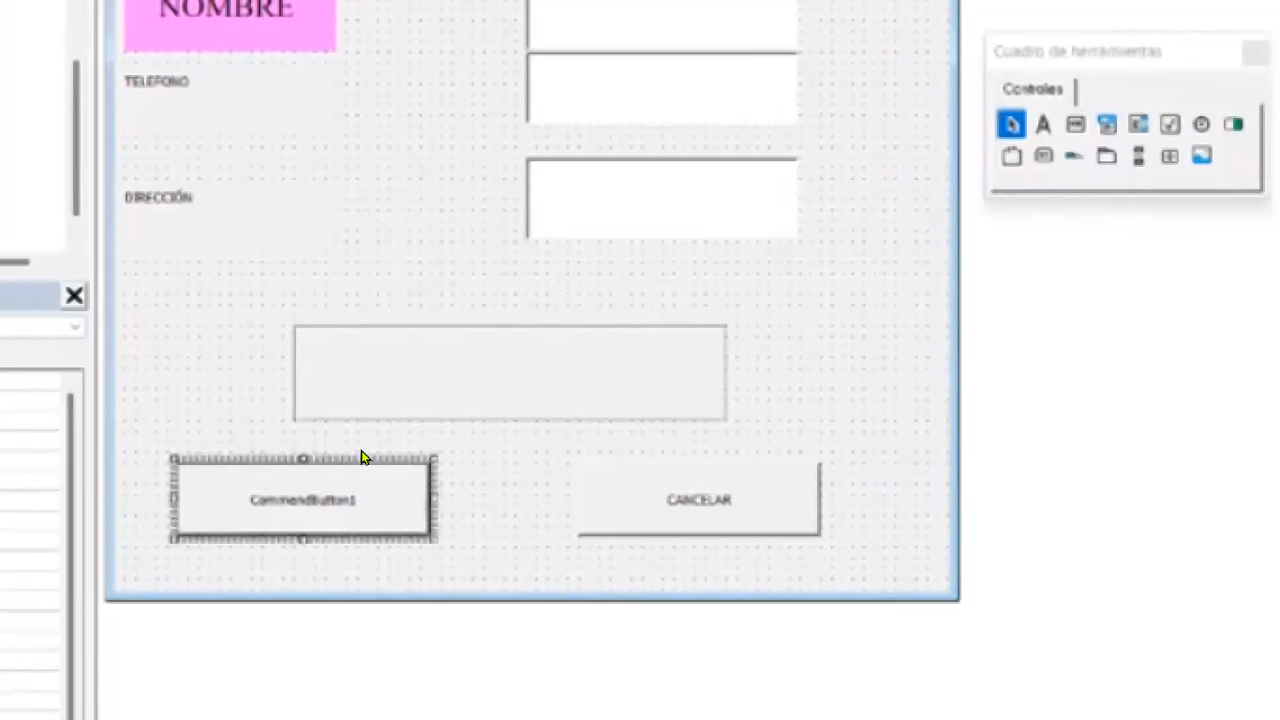 NOMBRE
TELEFONO
Cuadro de herramientas
Controles
DIRECCIÓN
CommandButton1
CANCELAR